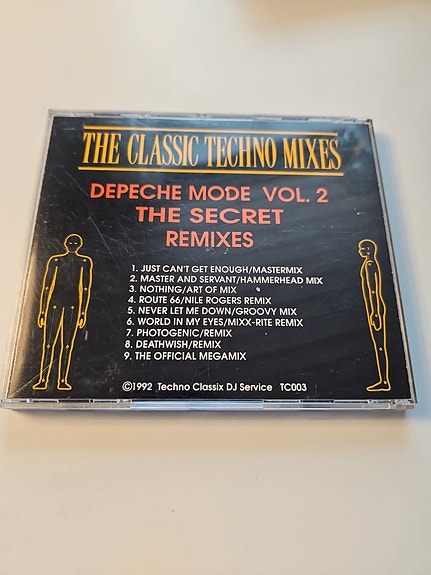 THE CLASSIC TECHNO MIXES
DEPECHE MODE VOL. 2
THE SECRET
REMIXES
1. JUST CAN'T GET ENOUGH/MASTERMIX
2. MASTER AND SERVANT/HAMMERHEAD MIX
3. NOTHING/ART OF MIX
4. ROUTE 66/NILE ROGERS REMIX
5. NEVER LET ME DOWN/GROOVY MIX
6. WORLD IN MY EYES/MIXX-RITE REMIX
7. PHOTOGENIC/REMIX
8. DEATHWISH/REMIX
9. THE OFFICIAL MEGAMIX
©1992 Techno Classix DJ Service TC003